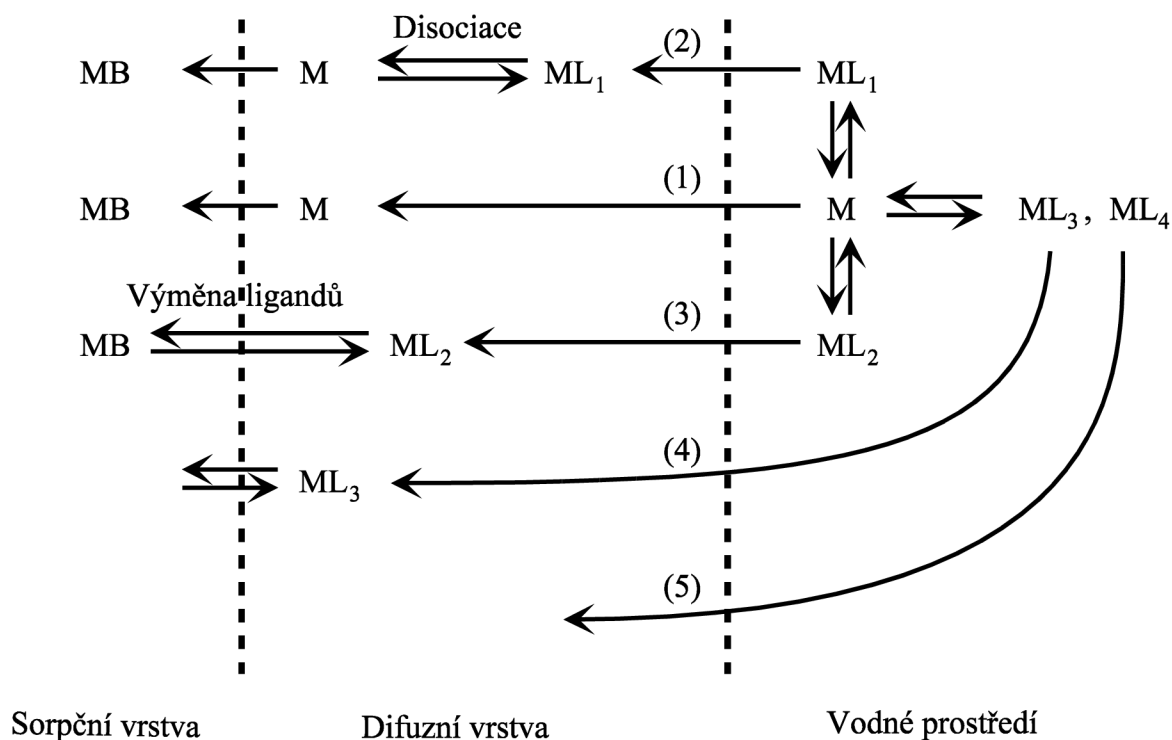 Disociace
(2)
MB M ML₁ ML₁
(1)
MB M M ML₃ , ML₄
Výměna ligandů
(3)
MB ML₂ ML₂
(4)
ML₃
(5)
Sorpční vrstva Difuzní vrstva Vodné prostředí